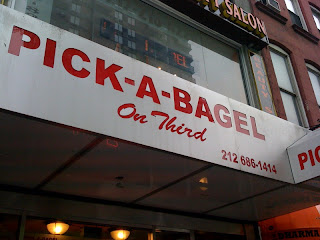 SALON
PICK-A-BAGEL
On Third
212 686-1414
PIC